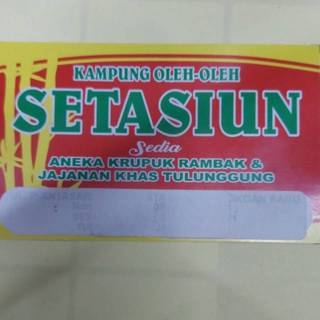 KAMPUNG OLEH-OLEH
SETASIUN
Sedia
ANEKA KRUPUK RAMBAK &
JAJANAN KHAS TULUNGGUNG